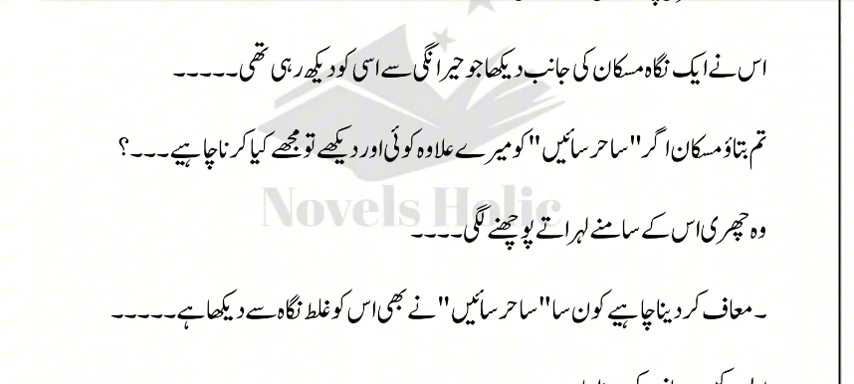 اس نے ایک نگاہ مسکان کی جانب دیکھا جو حیرانگی سے اسی کو دیکھ رہی تھی۔۔۔۔۔
تم بتاؤ مسکان اگر "ساحر سائیں" کو میرے علاوہ کوئی اور دیکھے تو مجھے کیا کرنا چاہیے۔۔۔؟
Novels Holic
وہ چھری اس کے سامنے لہراتے پوچھنے لگی۔۔۔۔
۔ معاف کر دینا چاہیے کون سا "ساحر سائیں" نے بھی اس کو غلط نگاہ سے دیکھا ہے۔۔۔۔۔